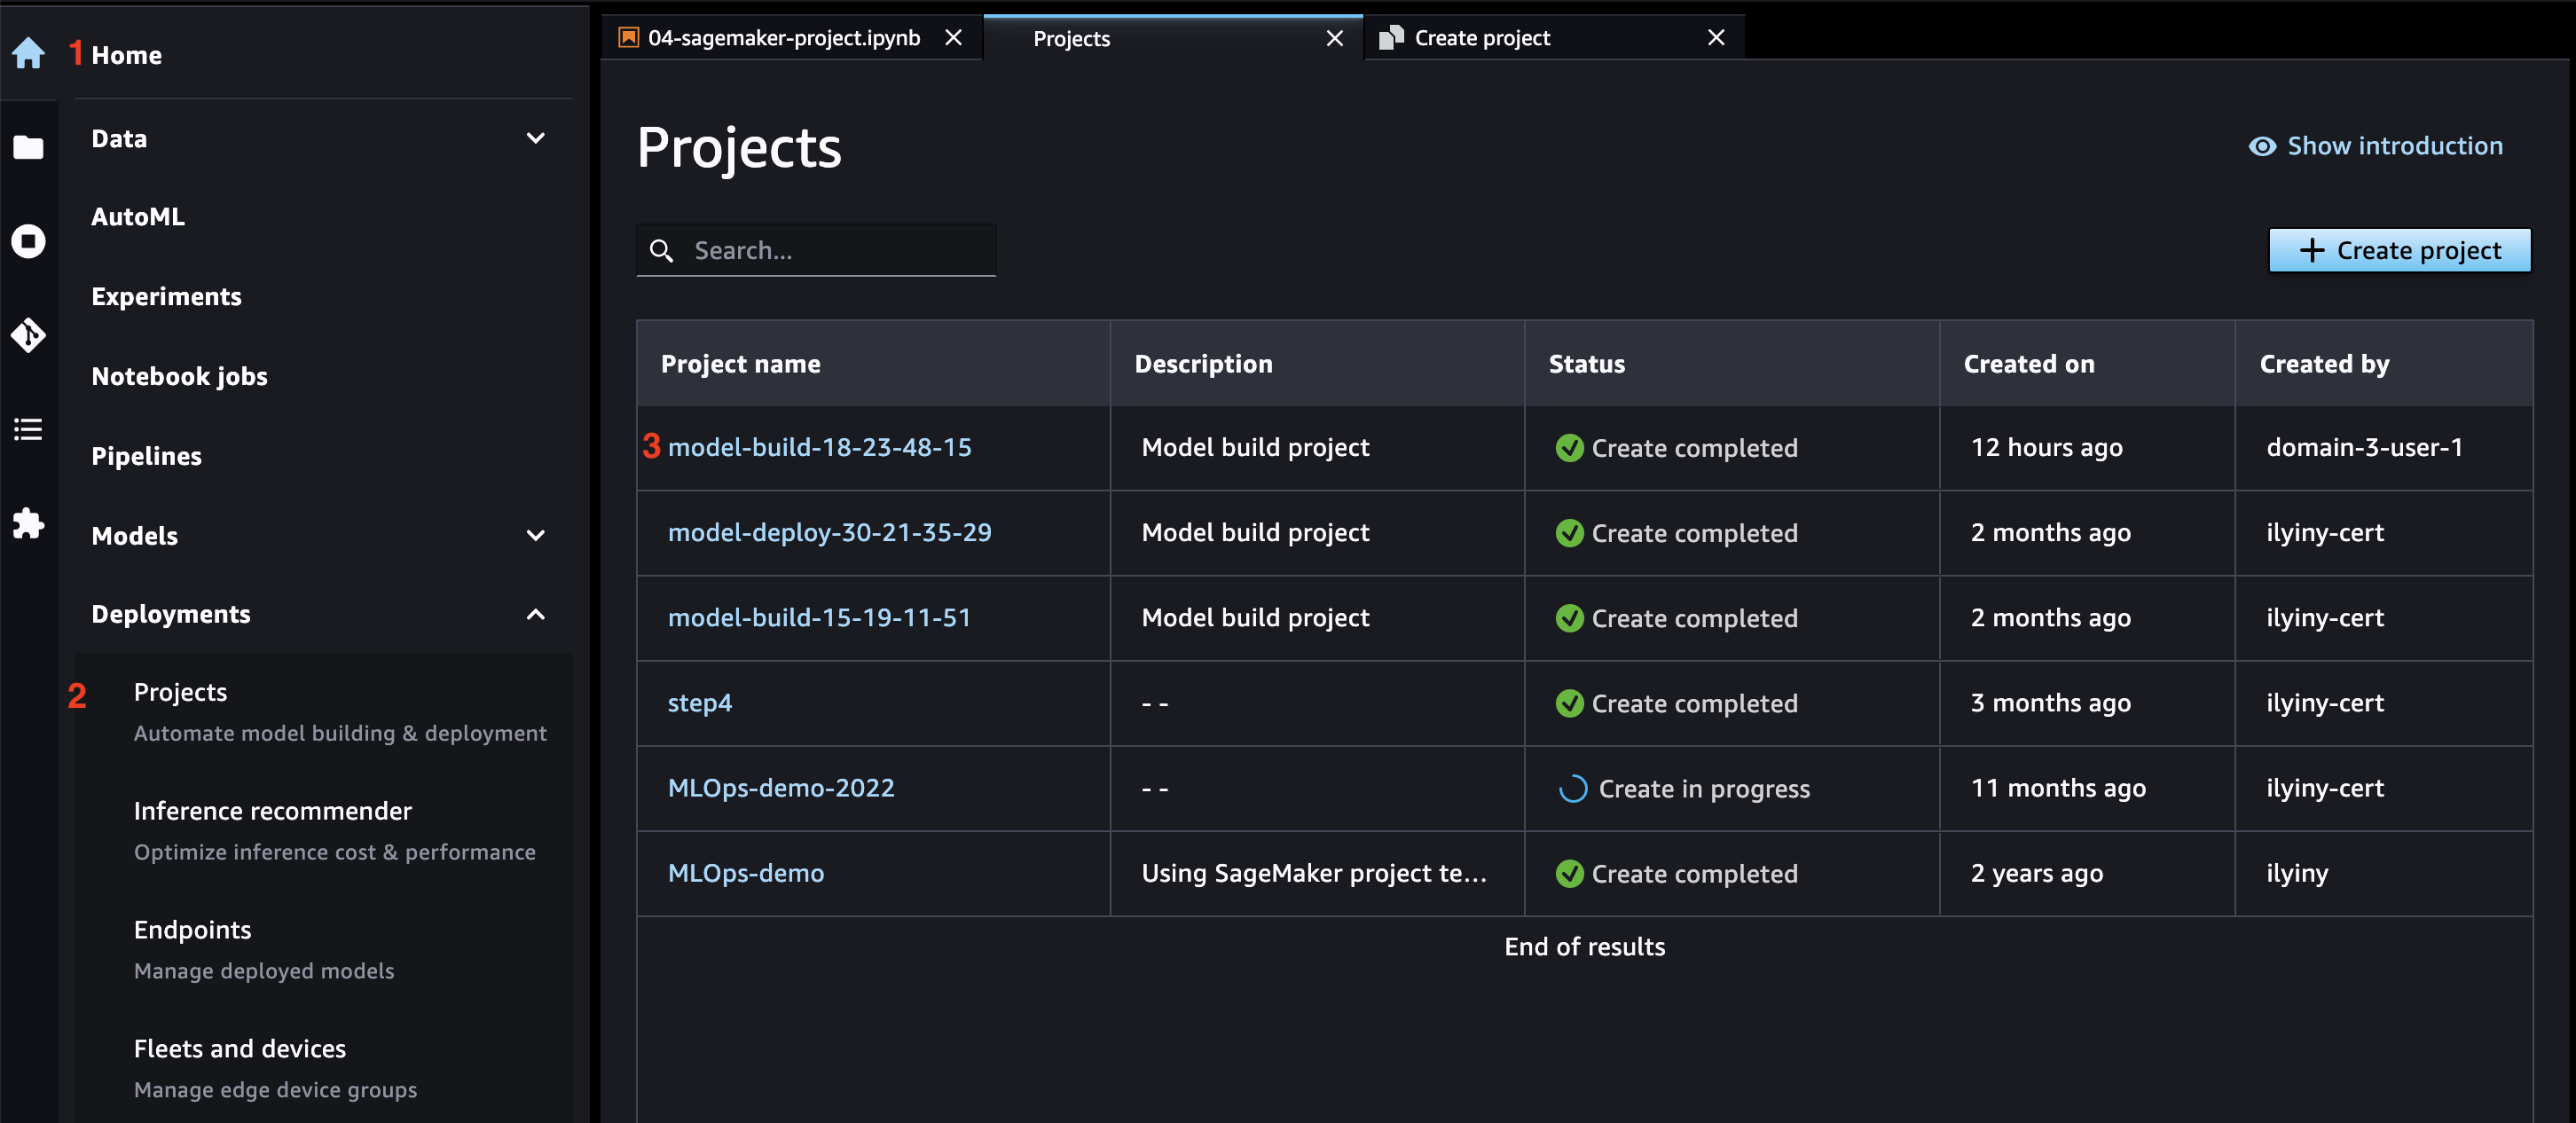 1 Home
Data
AutoML
Experiments
Notebook jobs
Pipelines
Models
Deployments
2 Projects
Automate model building & deployment
Inference recommender
Optimize inference cost & performance
Endpoints
Manage deployed models
Fleets and devices
Manage edge device groups
04-sagemaker-project.ipynb
Projects
Create project
Projects
Show introduction
Search...
Create project
Project name Description Status Created on Created by
3 model-build-18-23-48-15 Model build project Create completed 12 hours ago domain-3-user-1
model-deploy-30-21-35-29 Model build project Create completed 2 months ago ilyiny-cert
model-build-15-19-11-51 Model build project Create completed 2 months ago ilyiny-cert
step4 - - Create completed 3 months ago ilyiny-cert
MLOps-demo-2022 - - Create in progress 11 months ago ilyiny-cert
MLOps-demo Using SageMaker project te... Create completed 2 years ago ilyiny
End of results